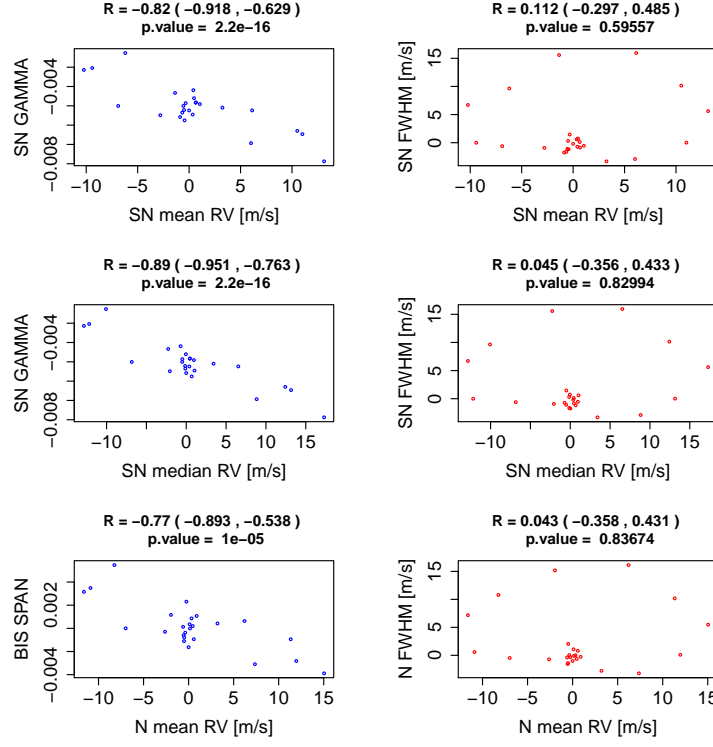 R = −0.82 ( −0.918 , −0.629 )
p.value = 2.2e−16
SN GAMMA
−0.004
−0.008
−10
−5
0
5
10
SN mean RV [m/s]
R = 0.112 ( −0.297 , 0.485 )
p.value = 0.59557
SN FWHM [m/s]
15
5
0
−10
−5
0
5
10
SN mean RV [m/s]
R = −0.89 ( −0.951 , −0.763 )
p.value = 2.2e−16
SN GAMMA
−0.004
−0.008
−10
−5
0
5
10
15
SN median RV [m/s]
R = 0.045 ( −0.356 , 0.433 )
p.value = 0.82994
SN FWHM [m/s]
15
5
0
−10
−5
0
5
10
15
SN median RV [m/s]
R = −0.77 ( −0.893 , −0.538 )
p.value = 1e−05
BIS SPAN
0.002
−0.004
−10
−5
0
5
10
15
N mean RV [m/s]
R = 0.043 ( −0.358 , 0.431 )
p.value = 0.83674
N FWHM [m/s]
15
5
0
−10
−5
0
5
10
15
N mean RV [m/s]